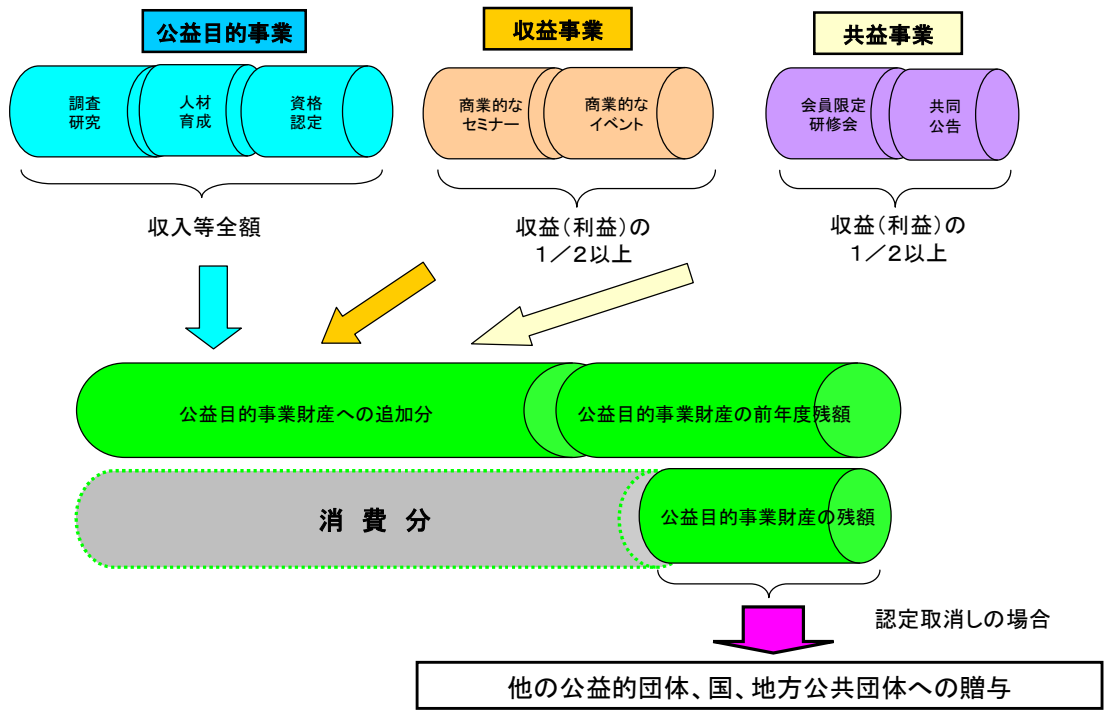 公益目的事業
収益事業
共益事業
調査
研究
人材
育成
資格
認定
商業的な
セミナー
商業的な
イベント
会員限定
研修会
共同
公告
収入等全額
収益(利益)の
1/2以上
収益(利益)の
1/2以上
公益目的事業財産への追加分
公益目的事業財産の前年度残額
消 費 分
公益目的事業財産の残額
認定取消しの場合
他の公益的団体、国、地方公共団体への贈与